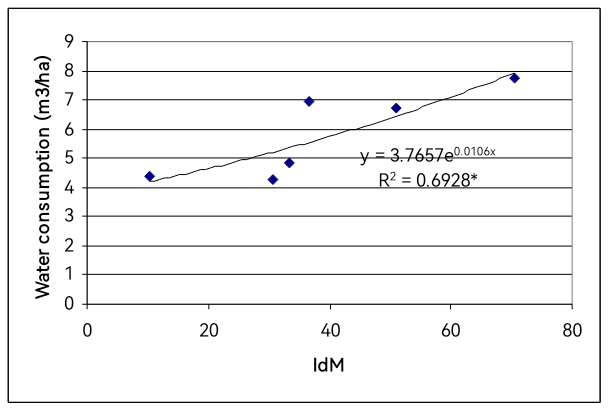 9
8
7
6
5
4
3
2
1
0
Water consumption (m3/ha)
y = 3.7657e^0.0106x
R² = 0.6928*
0 20 40 60 80
IdM